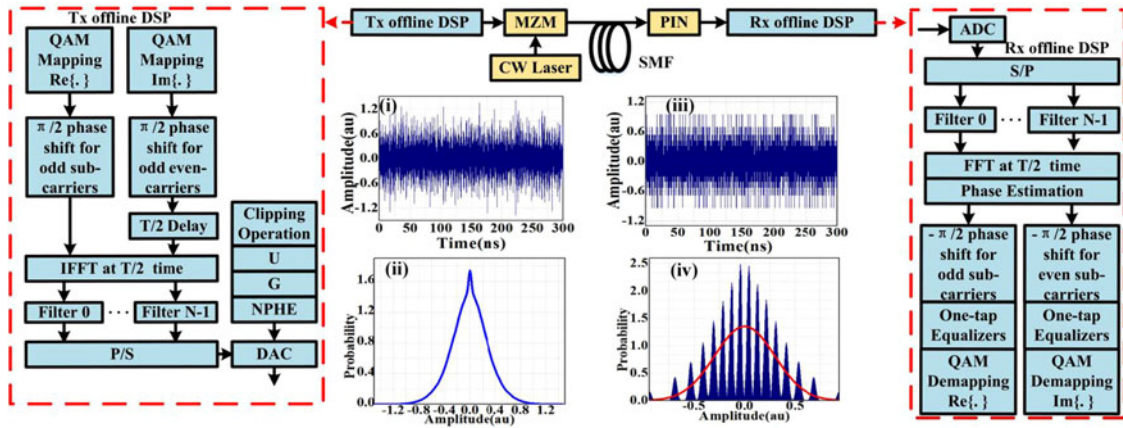 Tx offline DSP
QAM
Mapping
Re{. }
QAM
Mapping
Im{. }
π/2 phase
shift for
odd sub-
carriers
π/2 phase
shift for
odd even-
carriers
T/2 Delay
IFFT at T/2 time
Filter 0
···
Filter N-1
P/S
Clipping
Operation
U
G
NPHE
DAC
Tx offline DSP
MZM
CW Laser
SMF
PIN
Rx offline DSP
(i)
Amplitude(au)
1.2
0.6
0.0
-0.6
-1.2
0 50 100 150 200 250 300
Time(ns)
(iii)
Amplitude(au)
1.2
0.6
0.0
-0.6
-1.2
0 50 100 150 200 250 300
Time(ns)
(ii)
Probability
1.6
1.2
0.8
0.4
0.0
-1.2 -0.8 -0.4 0.0 0.4 0.8 1.2
Amplitude(au)
(iv)
Probability
2.5
2.0
1.5
1.0
0.5
0.0
-0.5 0.0 0.5
Amplitude(au)
ADC
Rx offline DSP
S/P
Filter 0
···
Filter N-1
FFT at T/2 time
Phase Estimation
- π/2 phase
shift for
odd sub-
carriers
One-tap
Equalizers
QAM
Demapping
Re{. }
- π/2 phase
shift for
even sub-
carriers
One-tap
Equalizers
QAM
Demapping
Im{. }